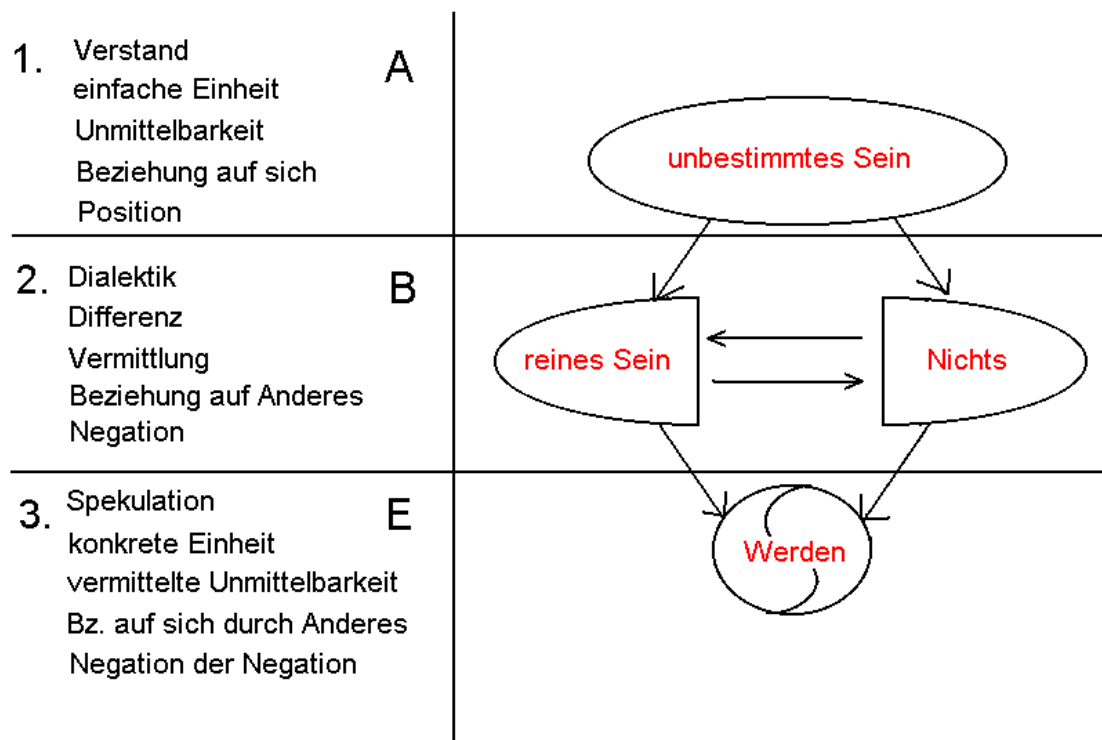 1. Verstand A
einfache Einheit
Unmittelbarkeit
Beziehung auf sich
Position
unbestimmtes Sein
2. Dialektik B
Differenz
Vermittlung
Beziehung auf Anderes
Negation
reines Sein
Nichts
3. Spekulation E
konkrete Einheit
vermittelte Unmittelbarkeit
Bz. auf sich durch Anderes
Negation der Negation
Werden